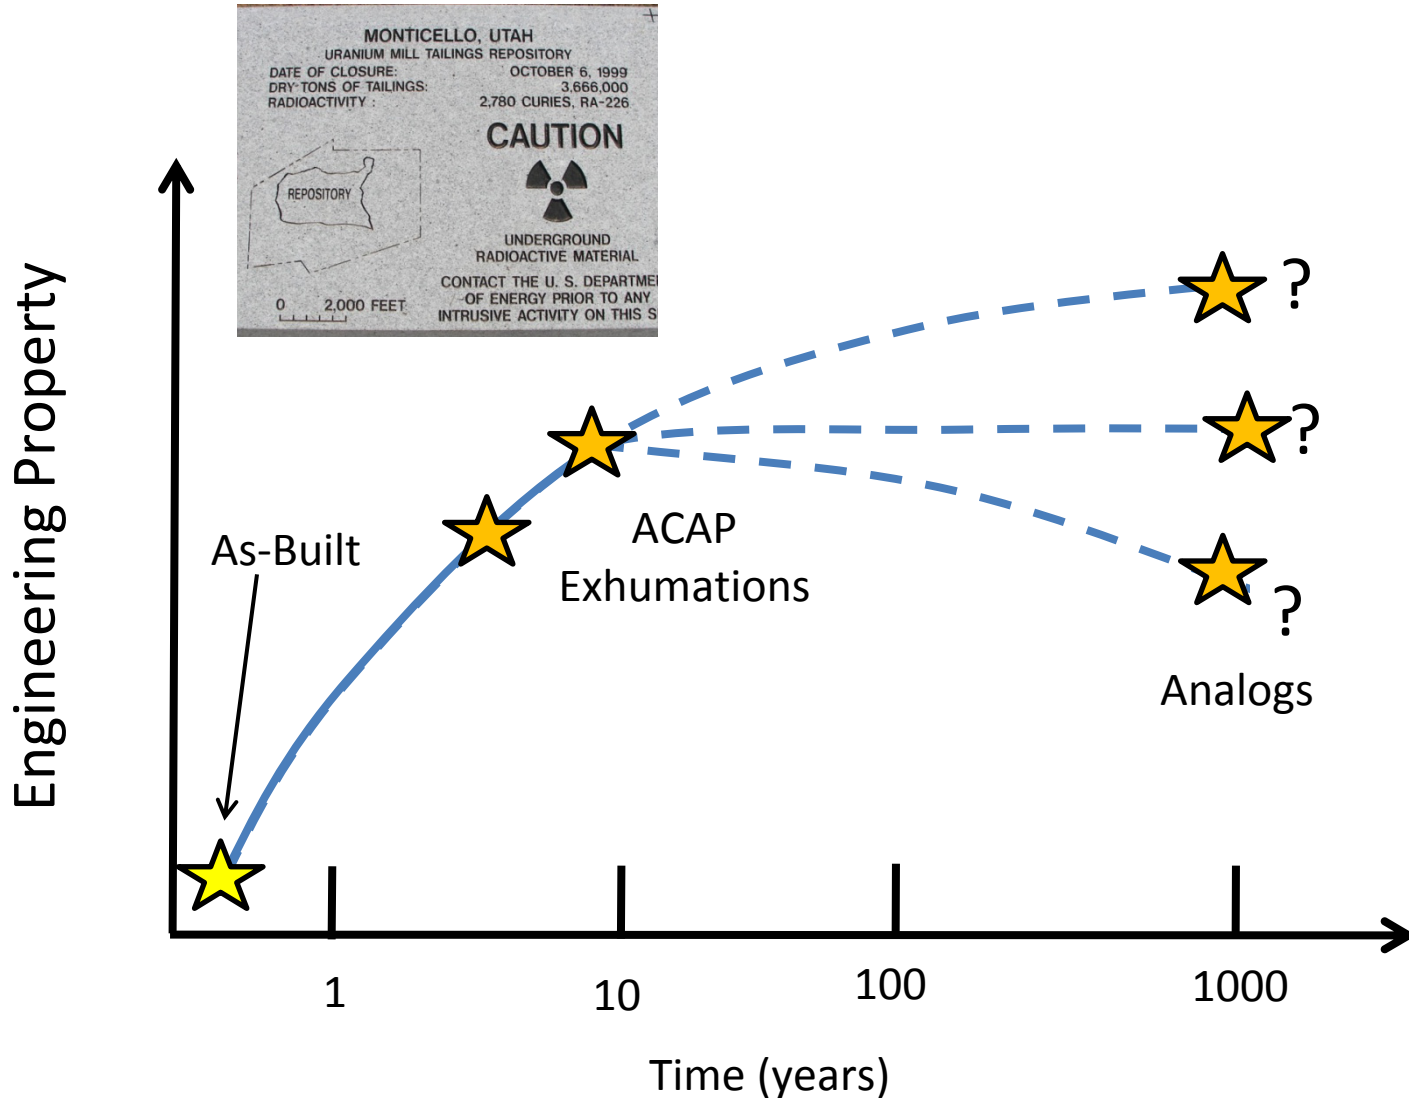 MONTICELLO, UTAH
URANIUM MILL TAILINGS REPOSITORY
DATE OF CLOSURE: OCTOBER 6, 1999
DRY TONS OF TAILINGS: 3,666,000
RADIOACTIVITY : 2,780 CURIES, RA-226
CAUTION
REPOSITORY
UNDERGROUND
RADIOACTIVE MATERIAL
CONTACT THE U. S.
OF ENERGY PRIOR TO ANY
INTRUSIVE ACTIVITY ON THIS
0 2,000 FEET
Engineering Property
As-Built
ACAP
Exhumations
?
?
?
Analogs
1 10 100 1000
Time (years)